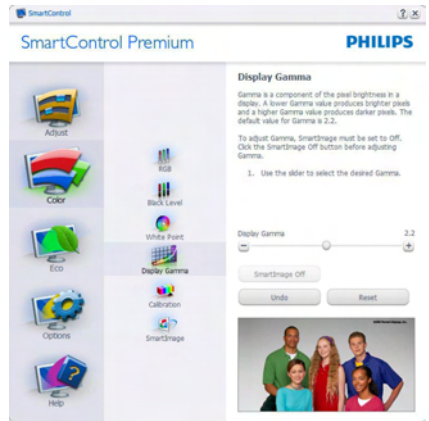 SmartControl
? x
SmartControl Premium
PHILIPS
Adjust
Color
Eco
Options
Help
RGB
Black Level
White Point
Display Gamma
Calibration
SmartImage
Display Gamma
Gamma is a component of the pixel brightness in a
display. A lower Gamma value produces brighter pixels
and a higher Gamma value produces darker pixels. The
default value for Gamma is 2.2.
To adjust Gamma, SmartImage must be set to Off.
Click the SmartImage Off button before adjusting
Gamma.
1. Use the slider to select the desired Gamma.
Display Gamma 2.2
SmartImage Off
Undo Reset